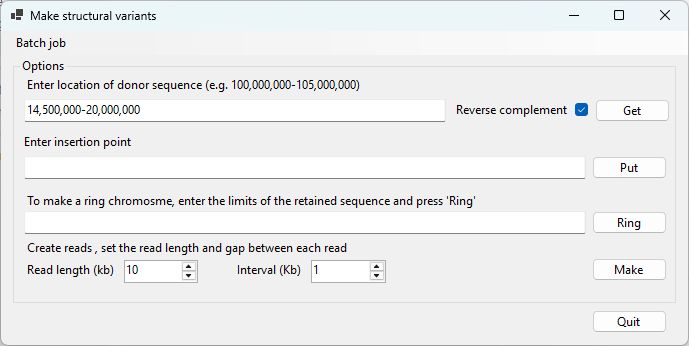 Make structural variants
Batch job
Options
Enter location of donor sequence (e.g. 100,000,000-105,000,000)
14,500,000-20,000,000 Reverse complement Get
Enter insertion point
Put
To make a ring chromosme, enter the limits of the retained sequence and press 'Ring'
Ring
Create reads , set the read length and gap between each read
Read length (kb) 10 Interval (Kb) 1 Make
Quit